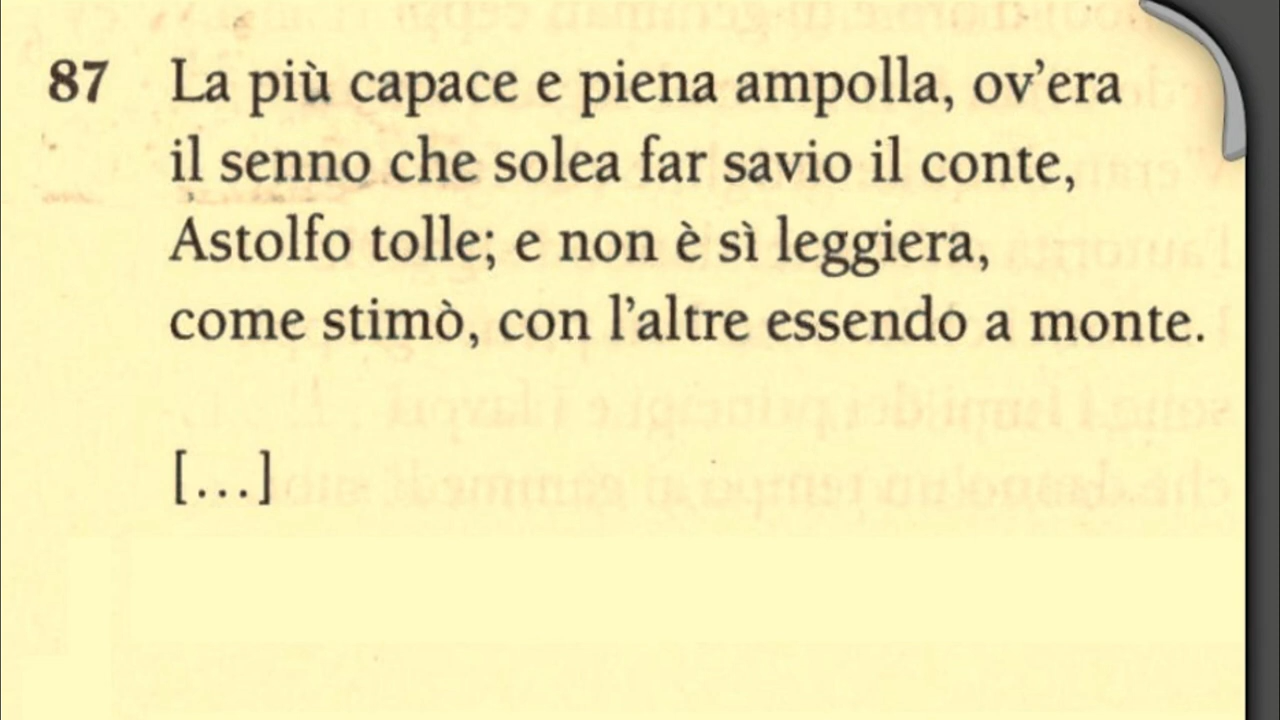 87 La più capace e piena ampolla, ov'era
il senno che solea far savio il conte,
Astolfo tolle; e non è sì leggiera,
come stimò, con l'altre essendo a monte.
[...]